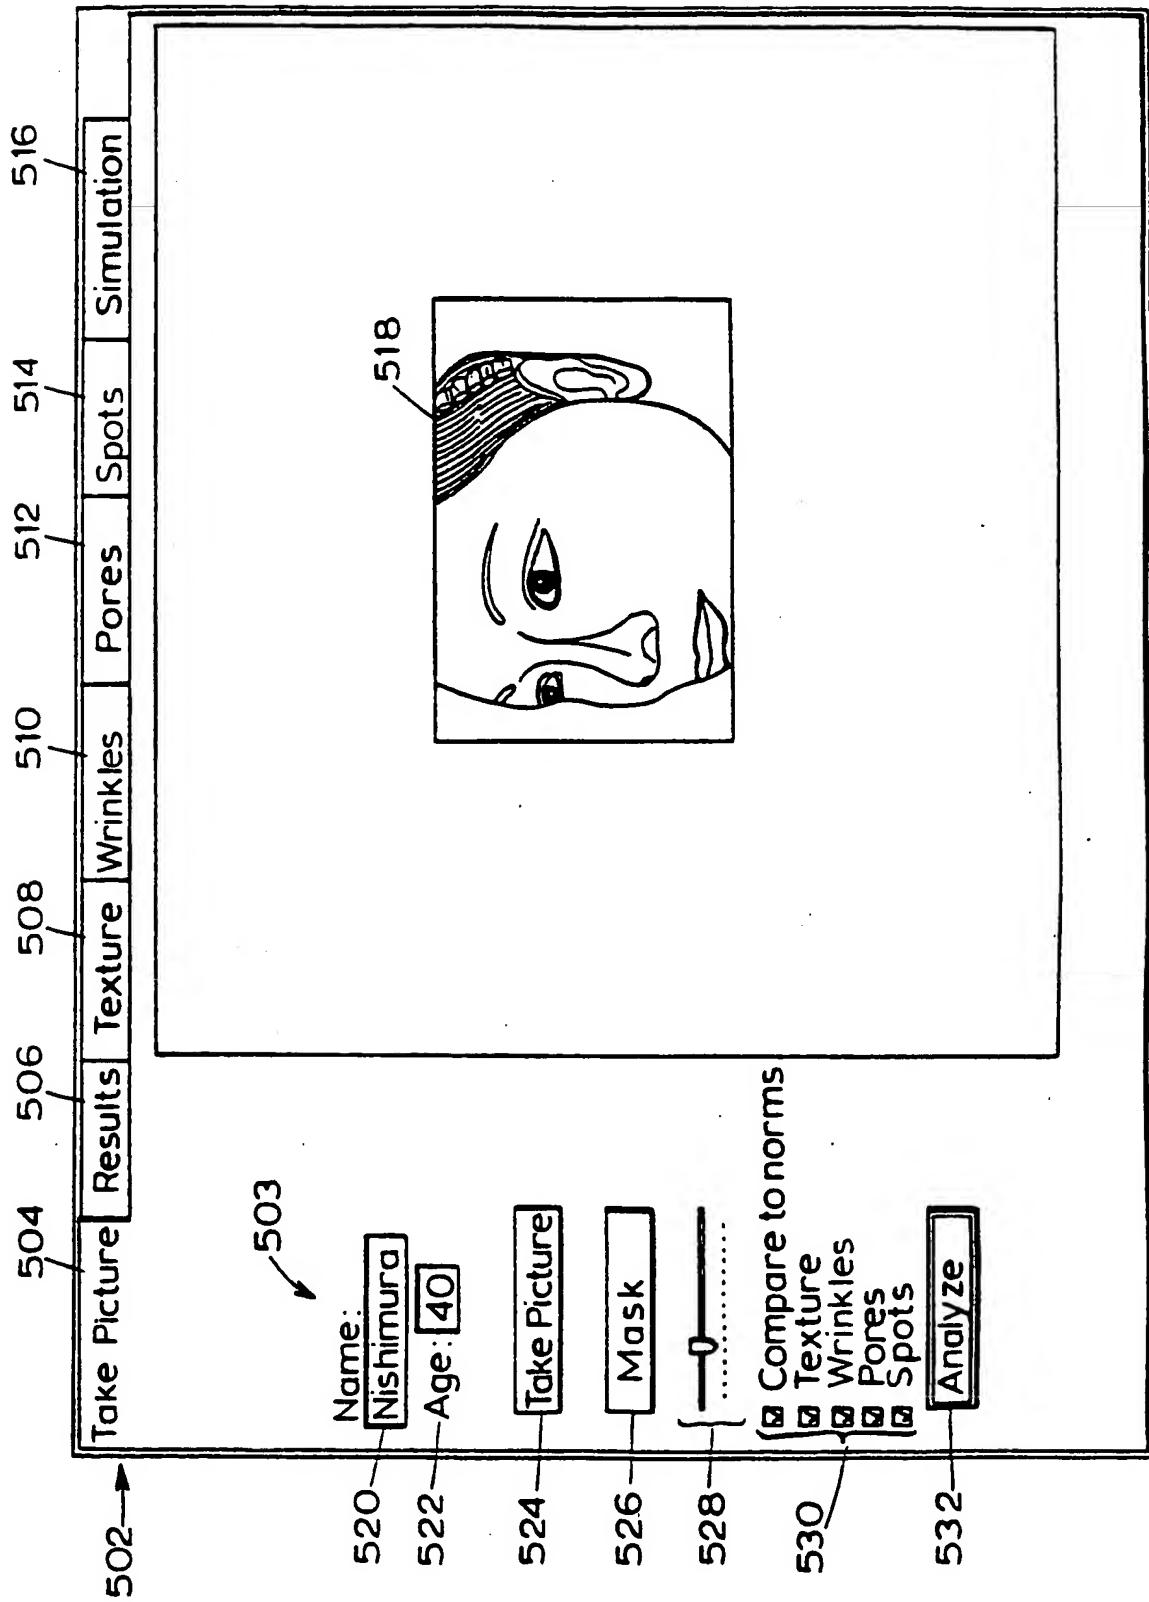 504 506 508 510 512 514 516
Take Picture Results Texture Wrinkles Pores Spots Simulation
502
503
518
Name:
520 Nishimura
522 Age: 40
524 Take Picture
526 Mask
528
Compare to norms
Texture
530 Wrinkles
Pores
Spots
532 Analyze